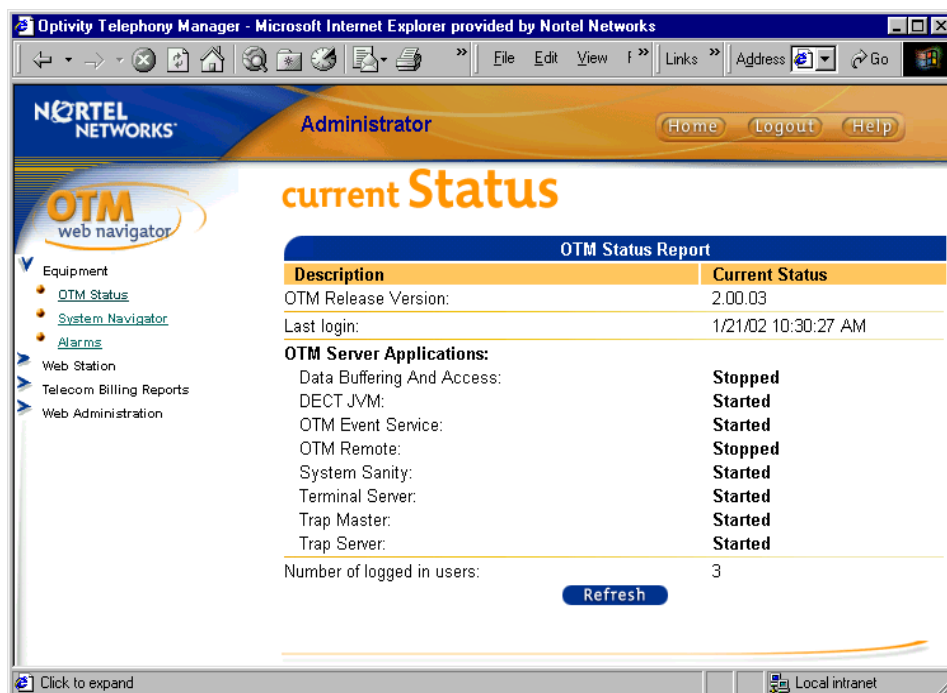 Optivity Telephony Manager - Microsoft Internet Explorer provided by Nortel Networks
» File Edit View F » Links » Address Go
NORTEL
NETWORKS
Administrator
Home Logout Help
OTM
web navigator
Equipment
OTM Status
System Navigator
Alarms
Web Station
Telecom Billing Reports
Web Administration
current Status
OTM Status Report
Description Current Status
OTM Release Version: 2.00.03
Last login: 1/21/02 10:30:27 AM
OTM Server Applications:
Data Buffering And Access: Stopped
DECT JVM: Started
OTM Event Service: Started
OTM Remote: Stopped
System Sanity: Started
Terminal Server: Started
Trap Master: Started
Trap Server: Started
Number of logged in users: 3
Refresh
Click to expand
Local intranet